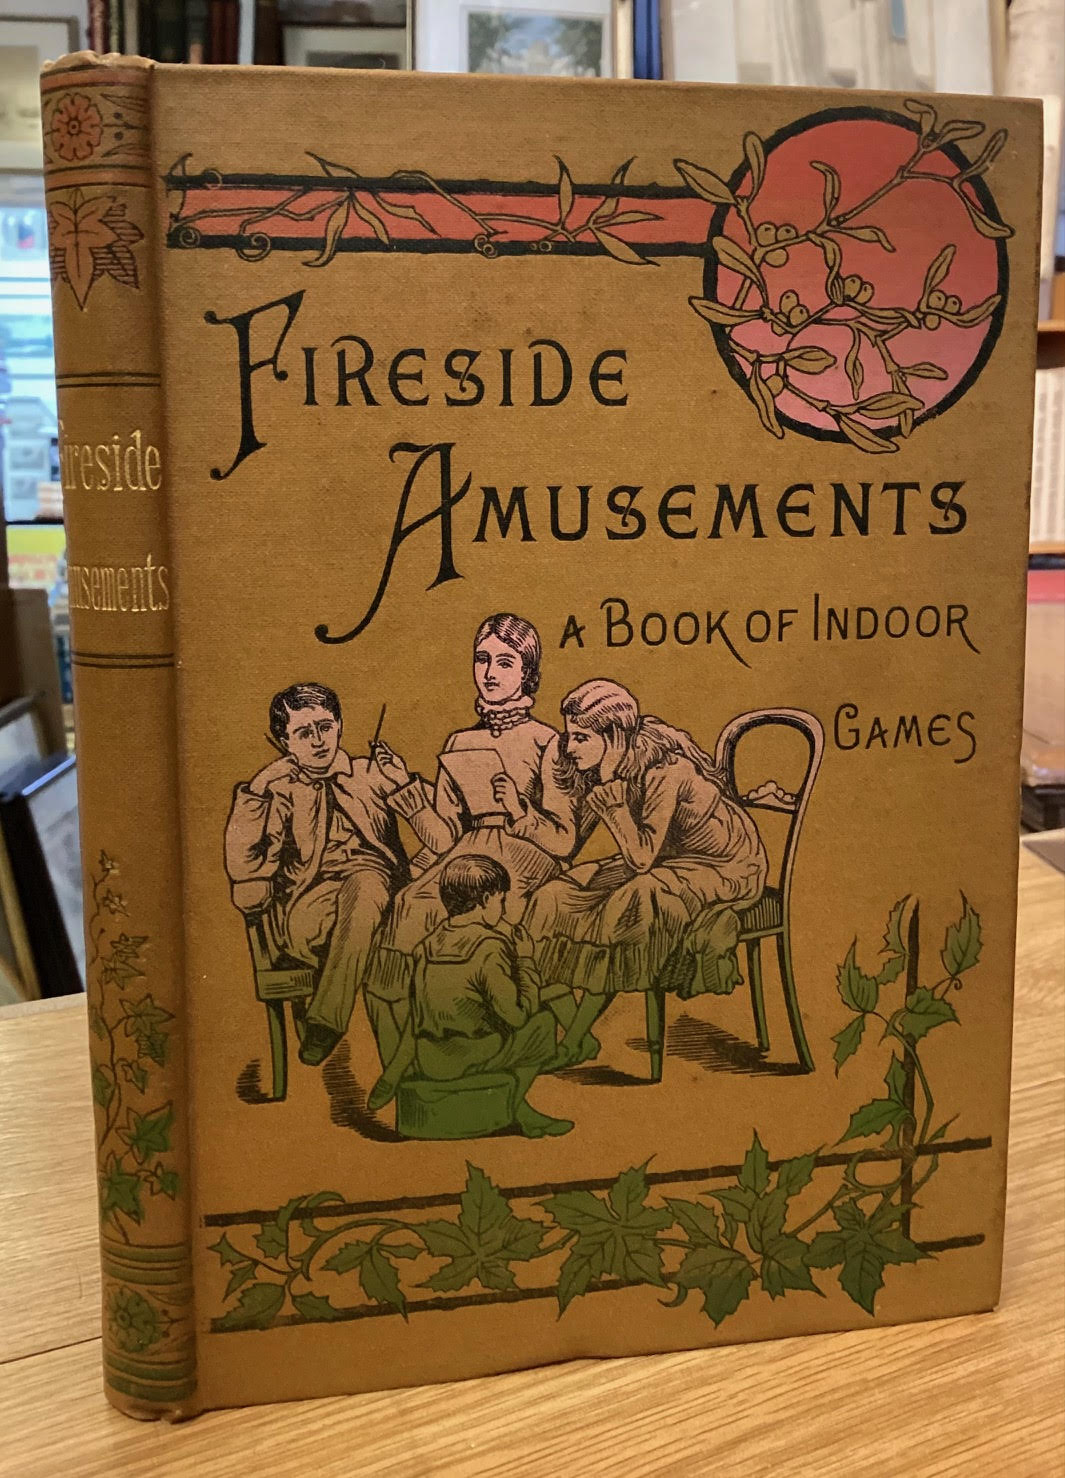 FIRESIDE
AMUSEMENTS
A BOOK OF INDOOR
GAMES
Fireside
Amusements